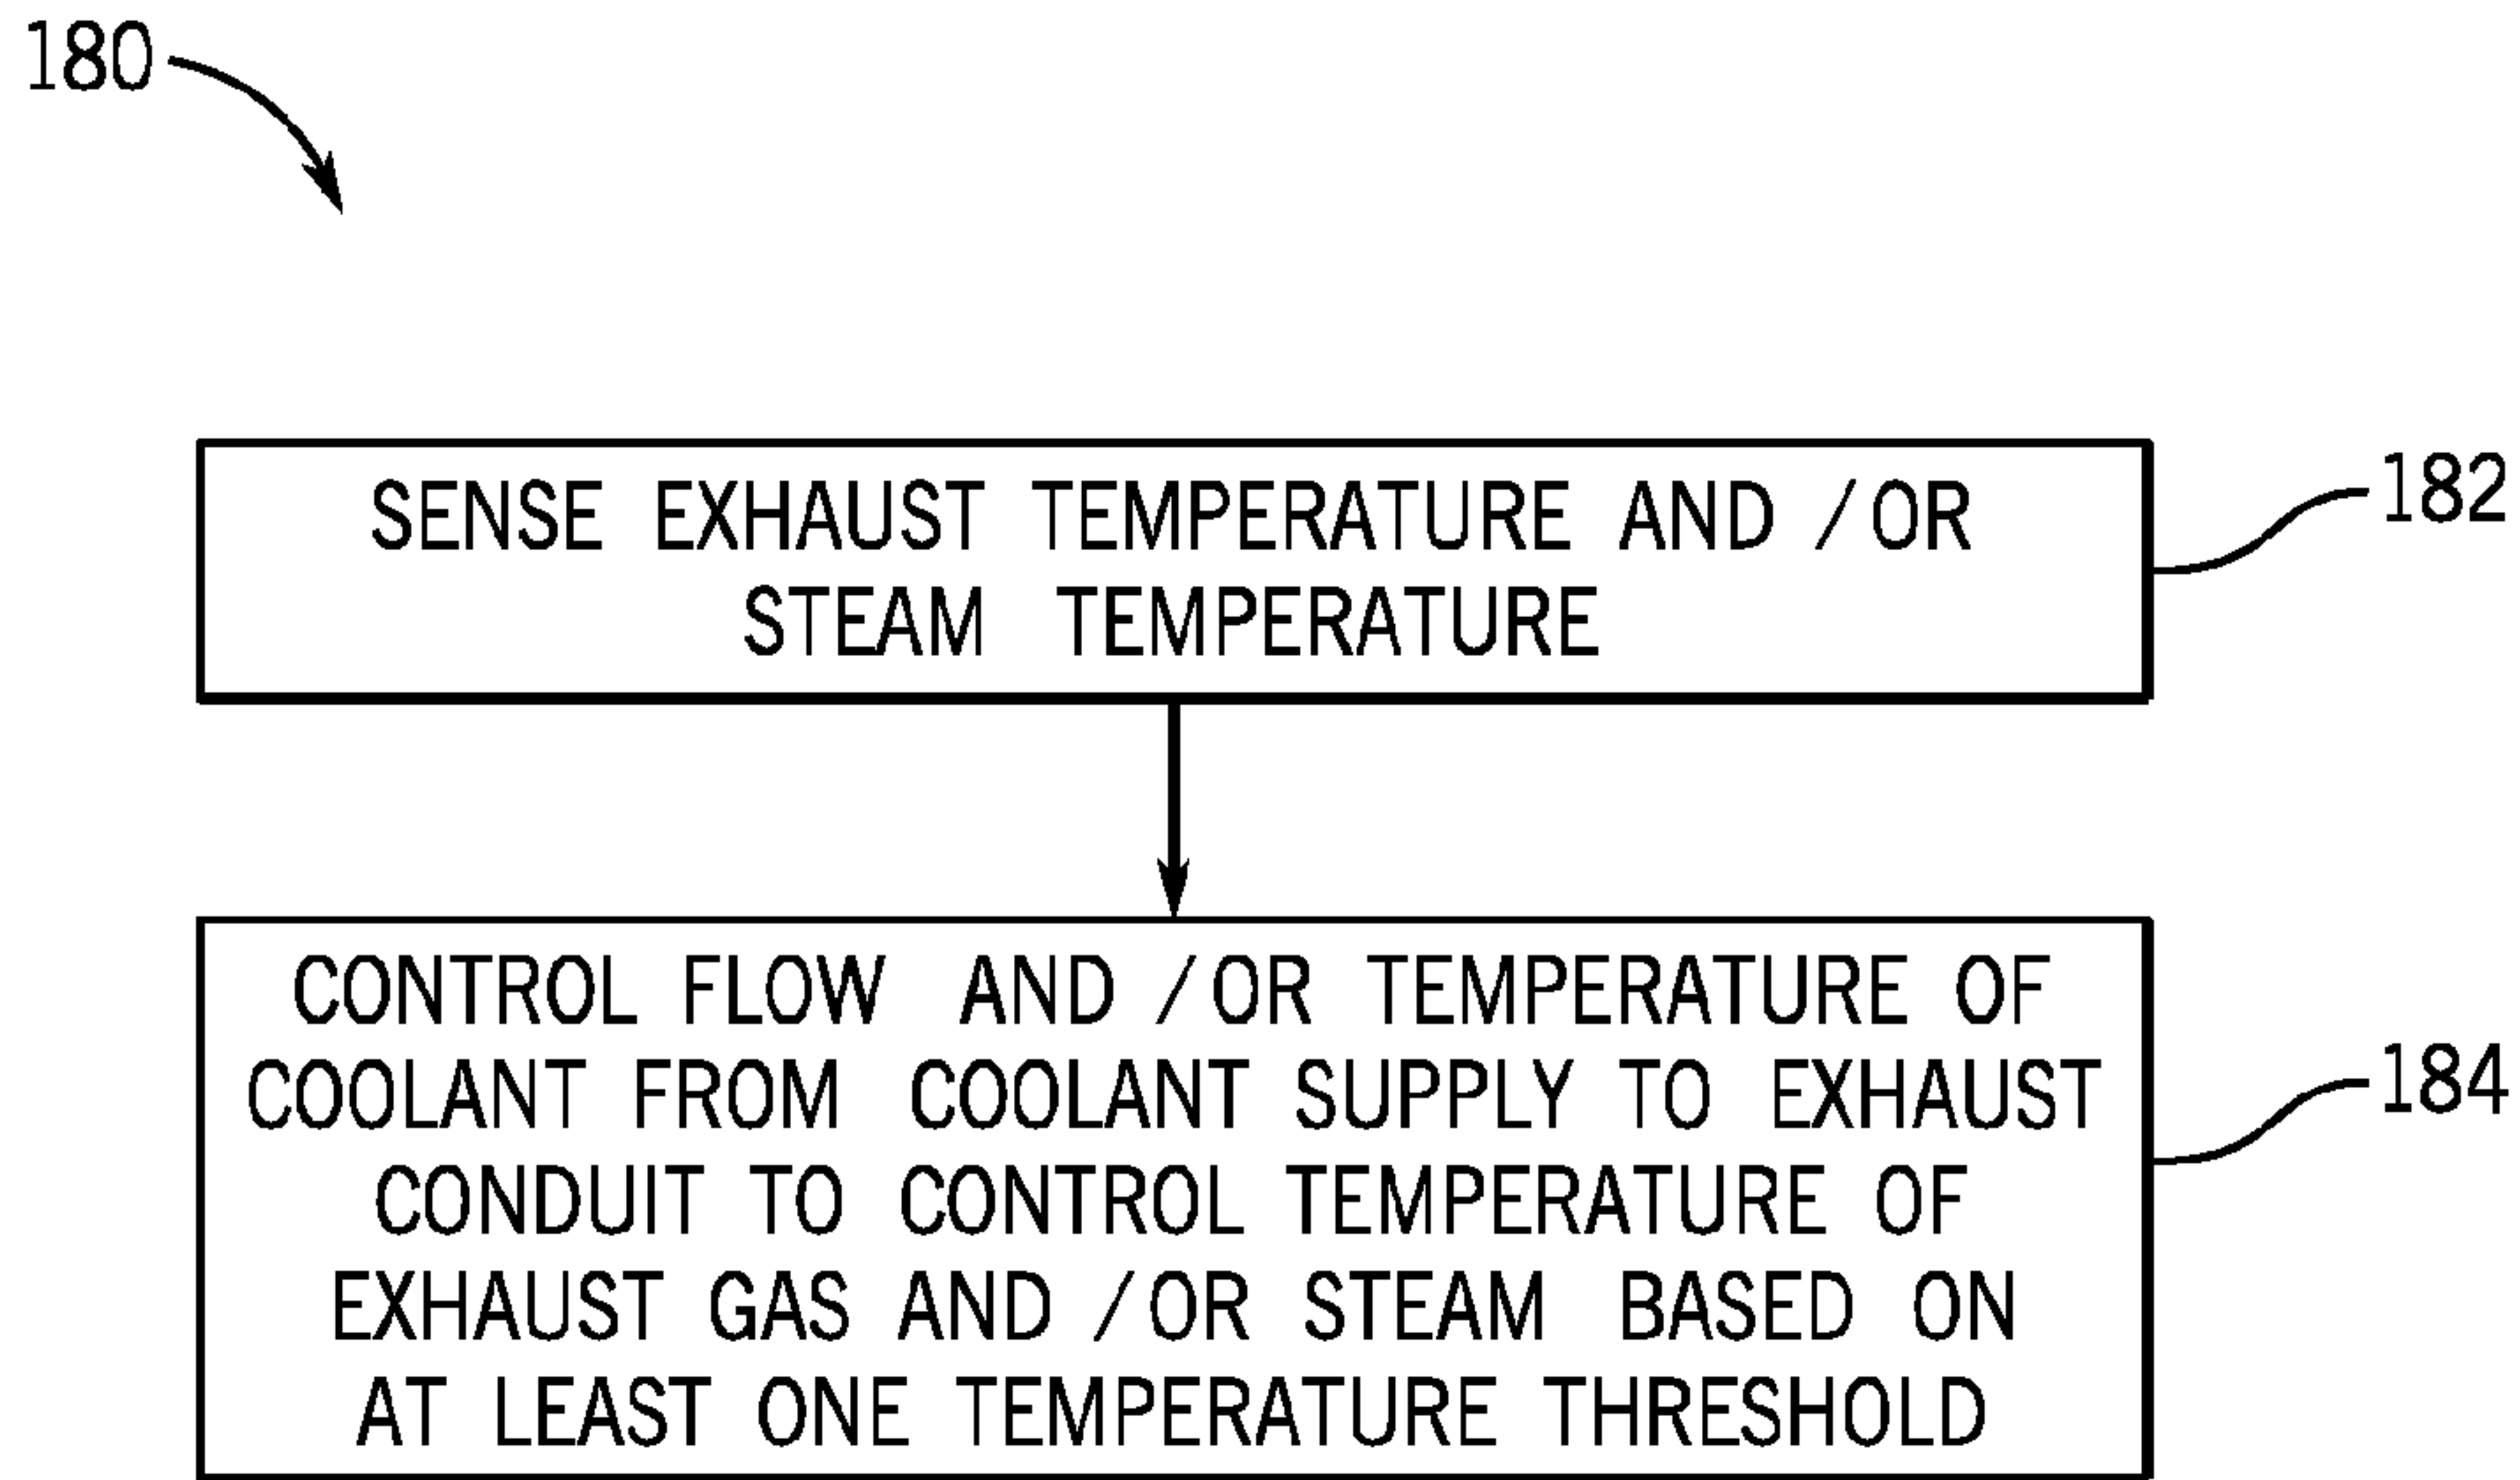 180
SENSE EXHAUST TEMPERATURE AND /OR
STEAM TEMPERATURE
182
CONTROL FLOW AND /OR TEMPERATURE OF
COOLANT FROM COOLANT SUPPLY TO EXHAUST
CONDUIT TO CONTROL TEMPERATURE OF
EXHAUST GAS AND /OR STEAM BASED ON
AT LEAST ONE TEMPERATURE THRESHOLD
184